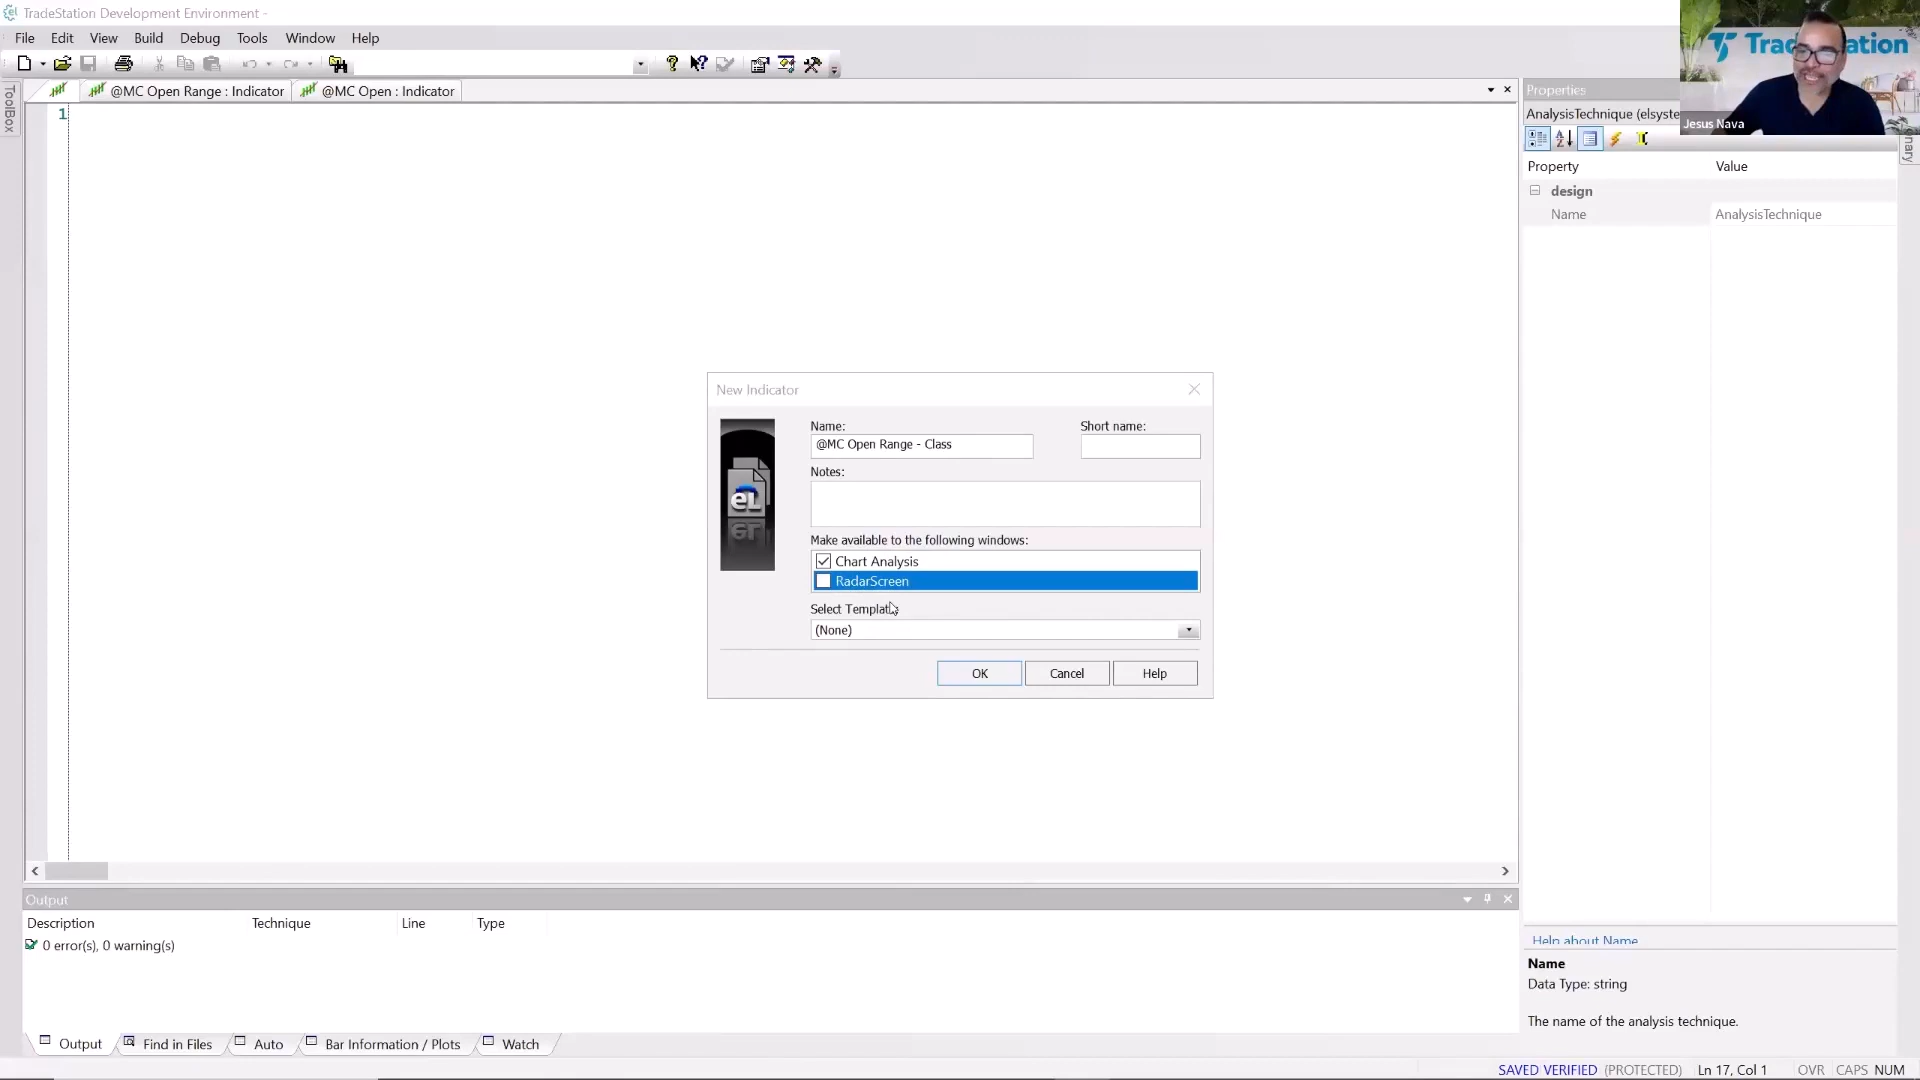 TradeStation Development Environment -
File Edit View Build Debug Tools Window Help
ToolBox
@MC Open Range : Indicator
@MC Open : Indicator
1
New Indicator
Name:
Short name:
@MC Open Range - Class
Notes:
eL
Make available to the following windows:
Chart Analysis
RadarScreen
Select Template
(None)
OK
Cancel
Help
Output
Description Technique Line Type
0 error(s), 0 warning(s)
Output Find in Files Auto Bar Information / Plots Watch
Properties
AnalysisTechnique (elsyste
Property Value
design
Name AnalysisTechnique
Help about Name
Name
Data Type: string
The name of the analysis technique.
SAVED VERIFIED (PROTECTED) Ln 17, Col 1 OVR CAPS NUM
Jesus Nava